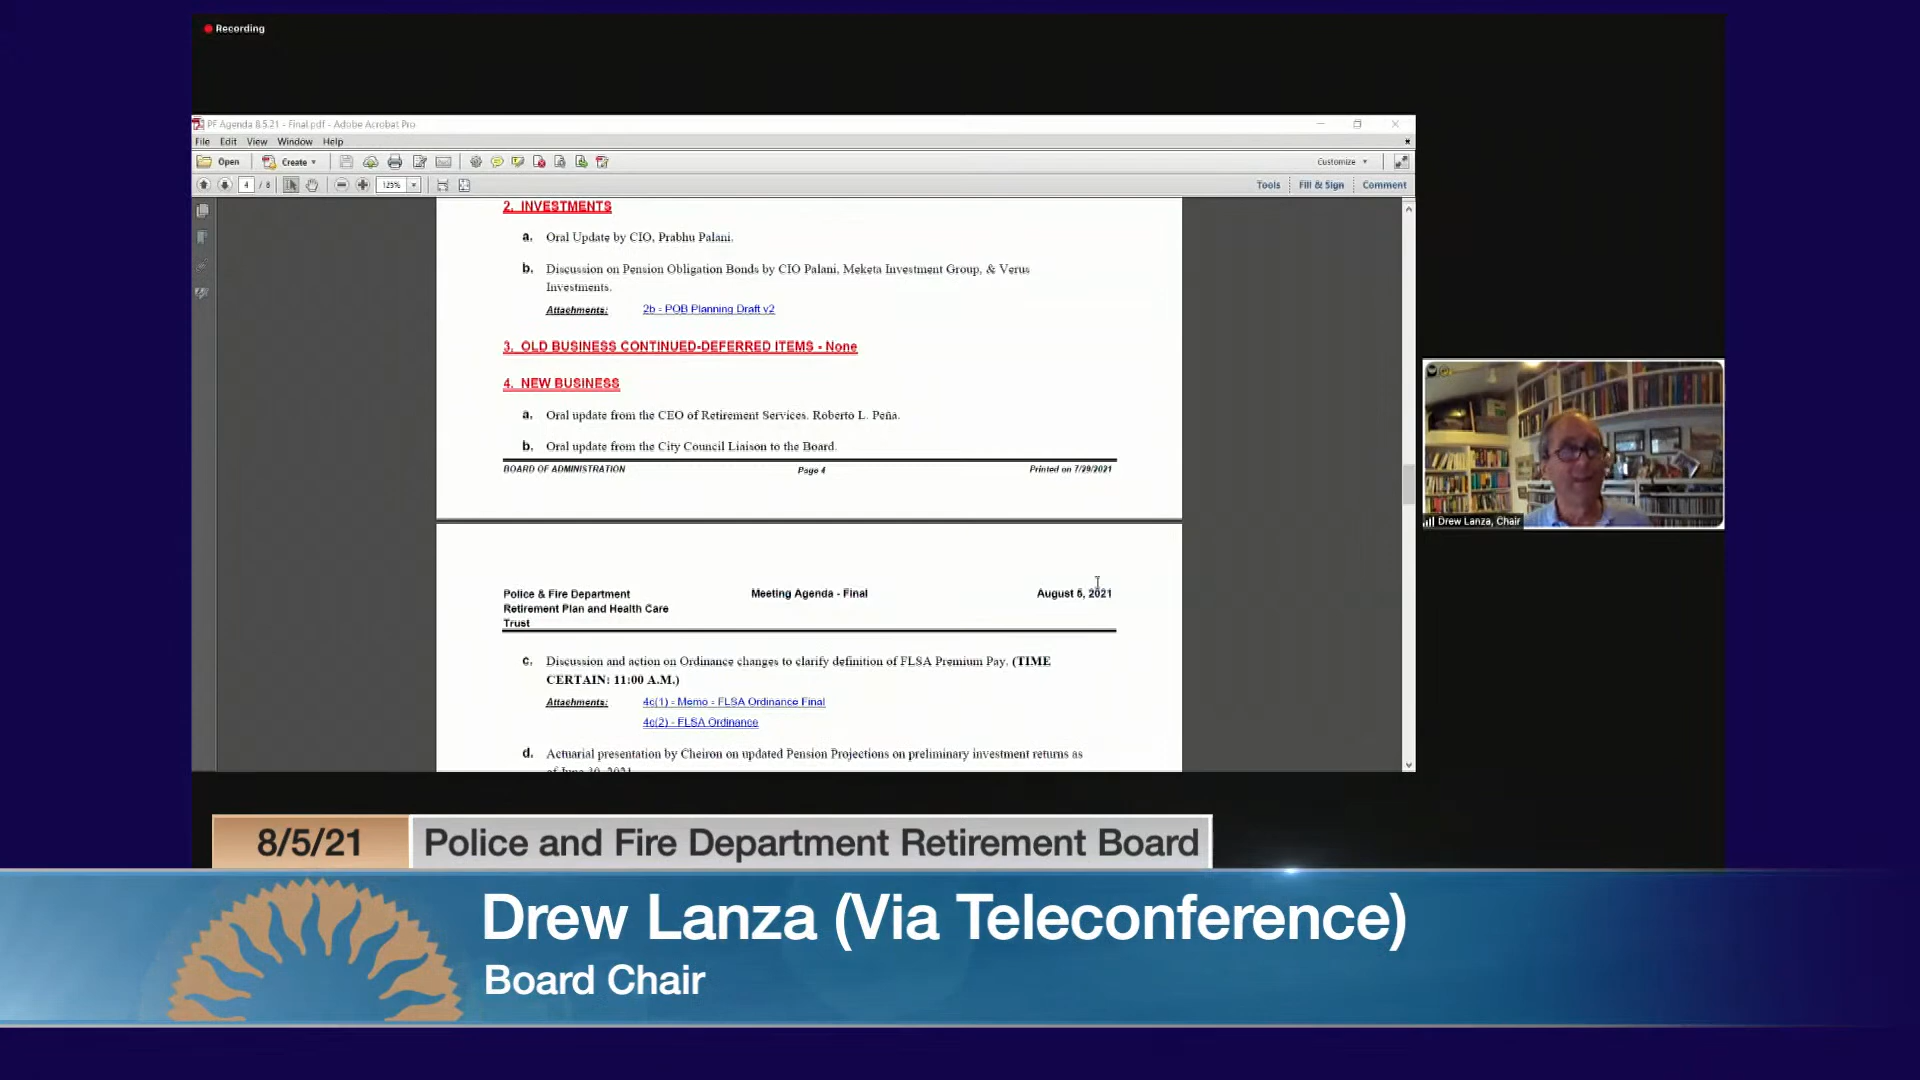 Recording
PF Agenda 8.5.21 - Final.pdf - Adobe Acrobat Pro
File Edit View Window Help
Open Create Customize
4 / 8 125% Tools Fill & Sign Comment
2. INVESTMENTS
a. Oral Update by CIO, Prabhu Palani.
b. Discussion on Pension Obligation Bonds by CIO Palani, Meketa Investment Group, & Verus
Investments.
Attachments: 2b - POB Planning Draft v2
3. OLD BUSINESS CONTINUED-DEFERRED ITEMS - None
4. NEW BUSINESS
a. Oral update from the CEO of Retirement Services. Roberto L. Peña.
b. Oral update from the City Council Liaison to the Board.
BOARD OF ADMINISTRATION Page 4 Printed on 7/29/2021
Drew Lanza, Chair
Police & Fire Department Meeting Agenda - Final August 5, 2021
Retirement Plan and Health Care
Trust
c. Discussion and action on Ordinance changes to clarify definition of FLSA Premium Pay. (TIME
CERTAIN: 11:00 A.M.)
Attachments: 4c(1) - Memo - FLSA Ordinance Final
4c(2) - FLSA Ordinance
d. Actuarial presentation by Cheiron on updated Pension Projections on preliminary investment returns as
of June 30, 2021
8/5/21 Police and Fire Department Retirement Board
Drew Lanza (Via Teleconference)
Board Chair